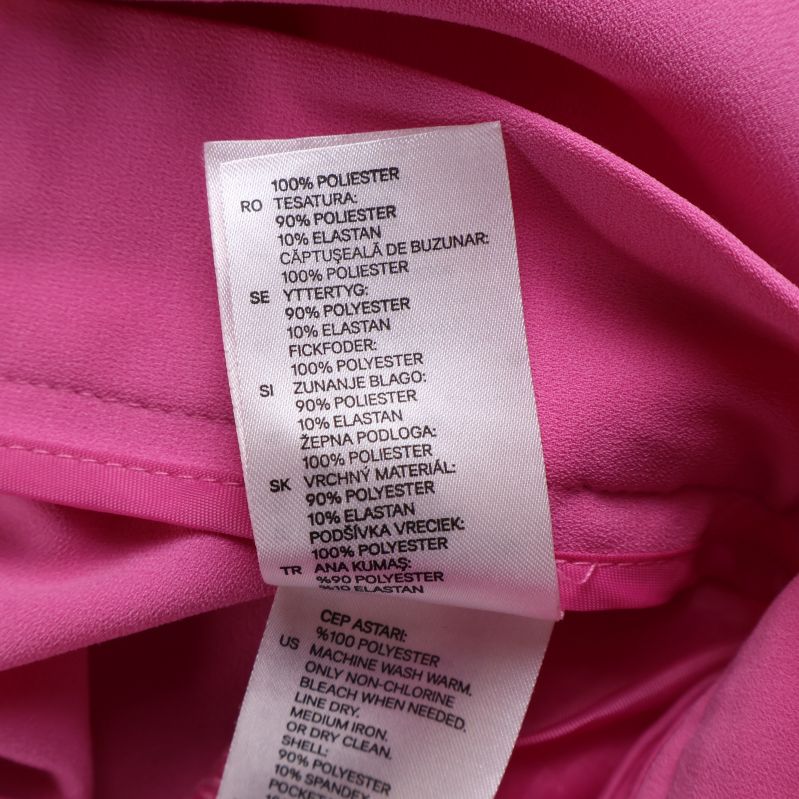 100% POLIESTER
RO TESATURA:
90% POLIESTER
10% ELASTAN
CĂPTUŞEALĂ DE BUZUNAR:
100% POLIESTER
SE YTTERTYG:
90% POLYESTER
10% ELASTAN
FICKFODER:
100% POLYESTER
SI ZUNANJE BLAGO:
90% POLIESTER
10% ELASTAN
ŽEPNA PODLOGA:
100% POLIESTER
SK VRCHNÝ MATERIÁL:
90% POLYESTER
10% ELASTAN
PODŠÍVKA VRECIEK:
100% POLYESTER
TR ANA KUMAŞ:
%90 POLYESTER
%10 ELASTAN
CEP ASTARI:
%100 POLYESTER
US MACHINE WASH WARM.
ONLY NON-CHLORINE
BLEACH WHEN NEEDED.
LINE DRY.
MEDIUM IRON.
OR DRY CLEAN.
SHELL:
90% POLYESTER
10% SPANDEX